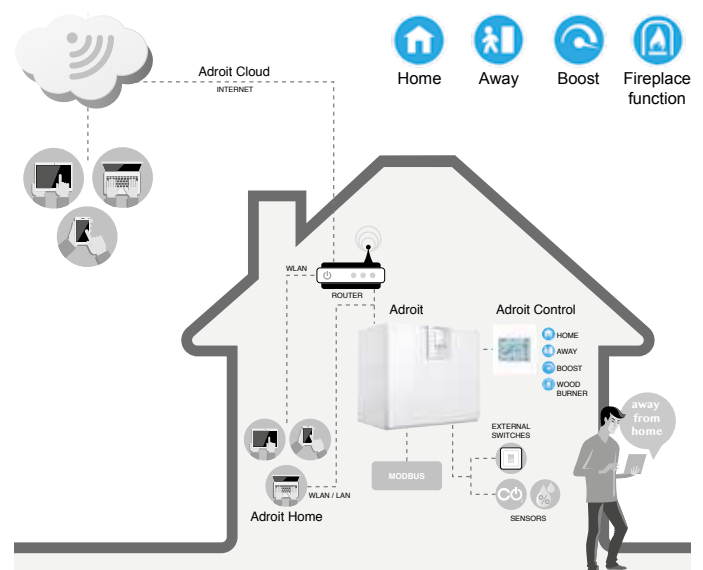 Adroit Cloud
INTERNET
Home
Away
Boost
Fireplace
function
WLAN
ROUTER
Adroit
Adroit Control
HOME
AWAY
BOOST
WOOD
BURNER
away
from
home
EXTERNAL
SWITCHES
MODBUS
%
SENSORS
WLAN / LAN
Adroit Home